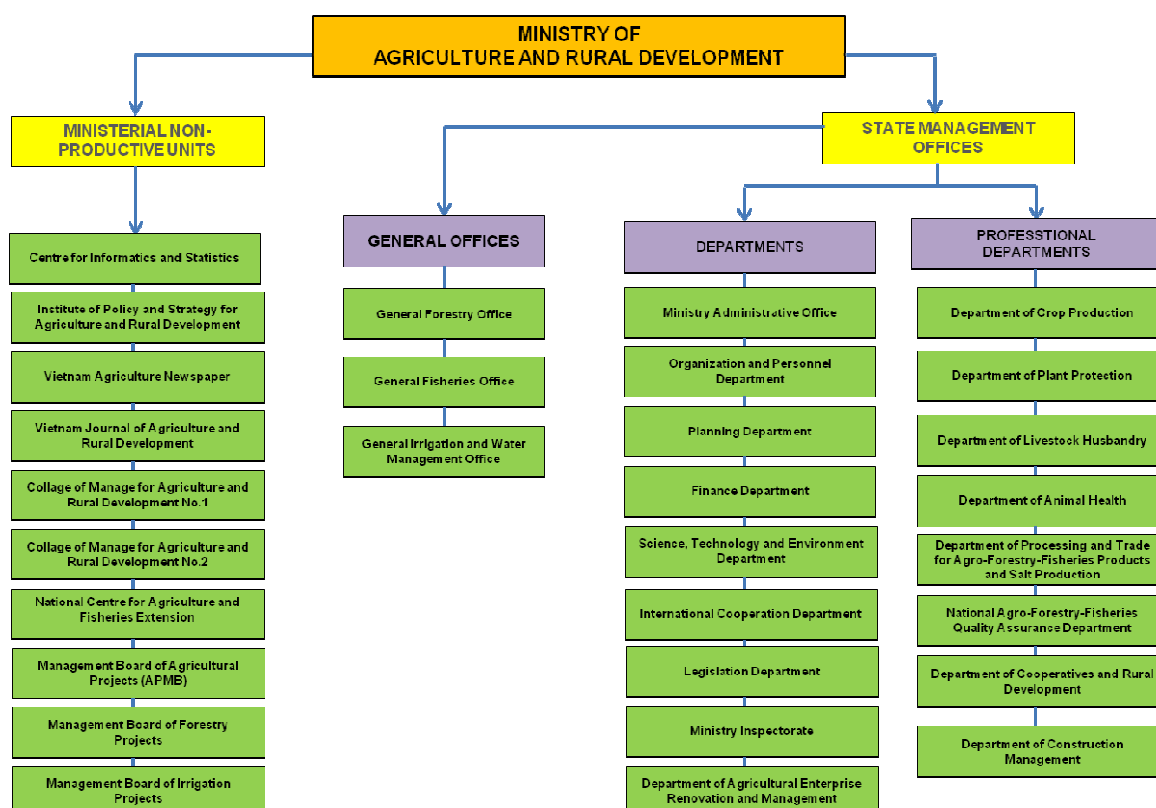 MINISTRY OF
AGRICULTURE AND RURAL DEVELOPMENT
MINISTERIAL NON-
PRODUCTIVE UNITS
STATE MANAGEMENT
OFFICES
Centre for Informatics and Statistics
Institute of Policy and Strategy for
Agriculture and Rural Development
Vietnam Agriculture Newspaper
Vietnam Journal of Agriculture and
Rural Development
Collage of Manage for Agriculture and
Rural Development No.1
Collage of Manage for Agriculture and
Rural Development No.2
National Centre for Agriculture and
Fisheries Extension
Management Board of Agricultural
Projects (APMB)
Management Board of Forestry
Projects
Management Board of Irrigation
Projects
GENERAL OFFICES
General Forestry Office
General Fisheries Office
General Irrigation and Water
Management Office
DEPARTMENTS
Ministry Administrative Office
Organization and Personnel
Department
Planning Department
Finance Department
Science, Technology and Environment
Department
International Cooperation Department
Legislation Department
Ministry Inspectorate
Department of Agricultural Enterprise
Renovation and Management
PROFESSTIONAL
DEPARTMENTS
Department of Crop Production
Department of Plant Protection
Department of Livestock Husbandry
Department of Animal Health
Department of Processing and Trade
for Agro-Forestry-Fisheries Products
and Salt Production
National Agro-Forestry-Fisheries
Quality Assurance Department
Department of Cooperatives and Rural
Development
Department of Construction
Management